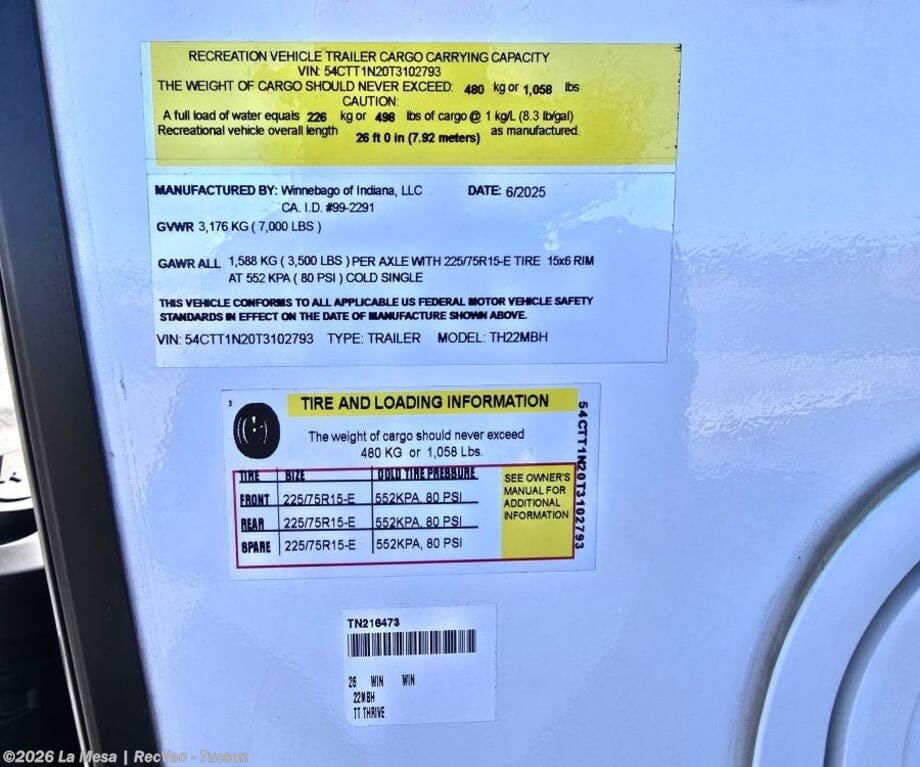 RECREATION VEHICLE TRAILER CARGO CARRYING CAPACITY
VIN: 54CTT1N20T3102793
THE WEIGHT OF CARGO SHOULD NEVER EXCEED: 480 kg or 1,058 lbs
CAUTION:
A full load of water equals 226 kg or 498 lbs of cargo @ 1 kg/L (8.3 lb/gal)
Recreational vehicle overall length 26 ft 0 in (7.92 meters) as manufactured.
MANUFACTURED BY: Winnebago of Indiana, LLC DATE: 6/2025
CA. I.D. #99-2291
GVWR 3,176 KG ( 7,000 LBS )
GAWR ALL 1,588 KG ( 3,500 LBS ) PER AXLE WITH 225/75R15-E TIRE 15x6 RIM
AT 552 KPA ( 80 PSI ) COLD SINGLE
THIS VEHICLE CONFORMS TO ALL APPLICABLE US FEDERAL MOTOR VEHICLE SAFETY
STANDARDS IN EFFECT ON THE DATE OF MANUFACTURE SHOWN ABOVE.
VIN: 54CTT1N20T3102793 TYPE: TRAILER MODEL: TH22MBH
3
TIRE AND LOADING INFORMATION
The weight of cargo should never exceed
480 KG or 1,058 Lbs.
TIRE SIZE COLD TIRE PRESSURE
FRONT 225/75R15-E 552KPA, 80 PSI
REAR 225/75R15-E 552KPA, 80 PSI
SPARE 225/75R15-E 552KPA, 80 PSI
SEE OWNER'S
MANUAL FOR
ADDITIONAL
INFORMATION
54CTT1N20T3102793
TN216473
26 WIN WIN
22MBH
TT THRIVE
©2026 La Mesa | RecVan - Tucson